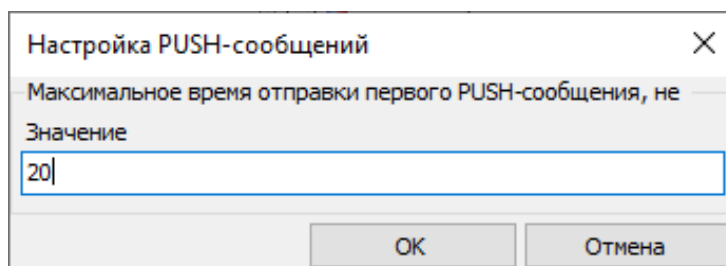 Настройка PUSH-сообщений
Максимальное время отправки первого PUSH-сообщения, не
Значение
20
OK
Отмена